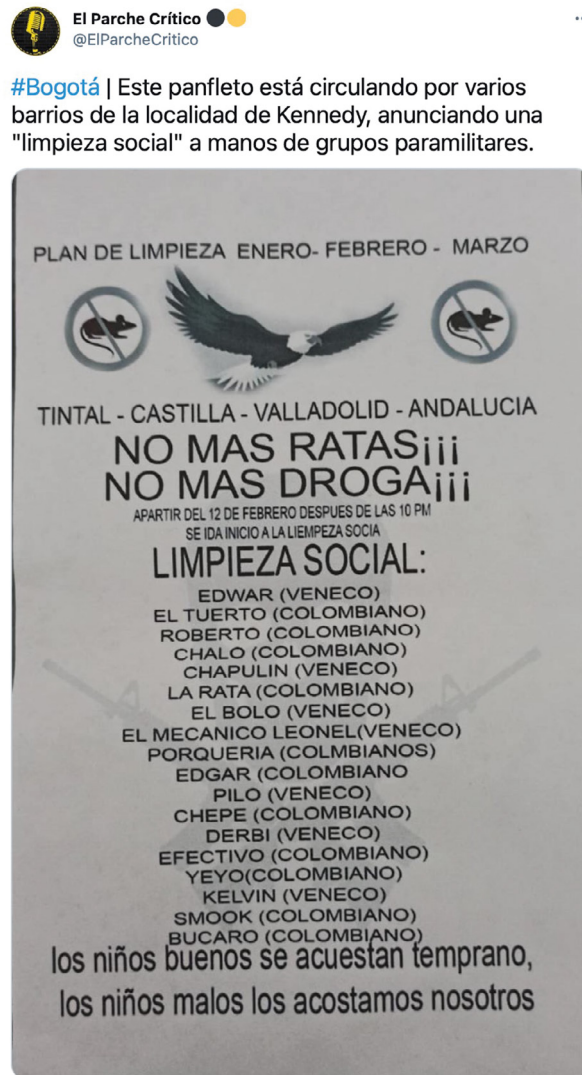 El Parche Crítico
@ElParcheCritico
#Bogotá | Este panfleto está circulando por varios
barrios de la localidad de Kennedy, anunciando una
"limpieza social" a manos de grupos paramilitares.
PLAN DE LIMPIEZA ENERO- FEBRERO - MARZO
TINTAL - CASTILLA - VALLADOLID - ANDALUCIA
NO MAS RATAS¡¡¡
NO MAS DROGA¡¡¡
APARTIR DEL 12 DE FEBRERO DESPUES DE LAS 10 PM
SE IDA INICIO A LA LIEMPEZA SOCIA
LIMPIEZA SOCIAL:
EDWAR (VENECO)
EL TUERTO (COLOMBIANO)
ROBERTO (COLOMBIANO)
CHALO (COLOMBIANO)
CHAPULIN (VENECO)
LA RATA (COLOMBIANO)
EL BOLO (VENECO)
EL MECANICO LEONEL(VENECO)
PORQUERIA (COLMBIANOS)
EDGAR (COLOMBIANO
PILO (VENECO)
CHEPE (COLOMBIANO)
DERBI (VENECO)
EFECTIVO (COLOMBIANO)
YEYO(COLOMBIANO)
KELVIN (VENECO)
SMOOK (COLOMBIANO)
BUCARO (COLOMBIANO)
los niños buenos se acuestan temprano,
los niños malos los acostamos nosotros